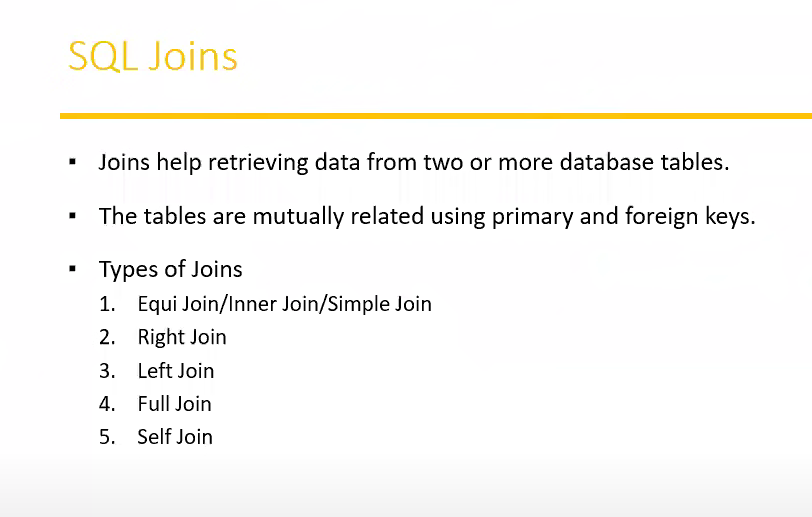 SQL Joins
▪ Joins help retrieving data from two or more database tables.
▪ The tables are mutually related using primary and foreign keys.
▪ Types of Joins
1. Equi Join/Inner Join/Simple Join
2. Right Join
3. Left Join
4. Full Join
5. Self Join